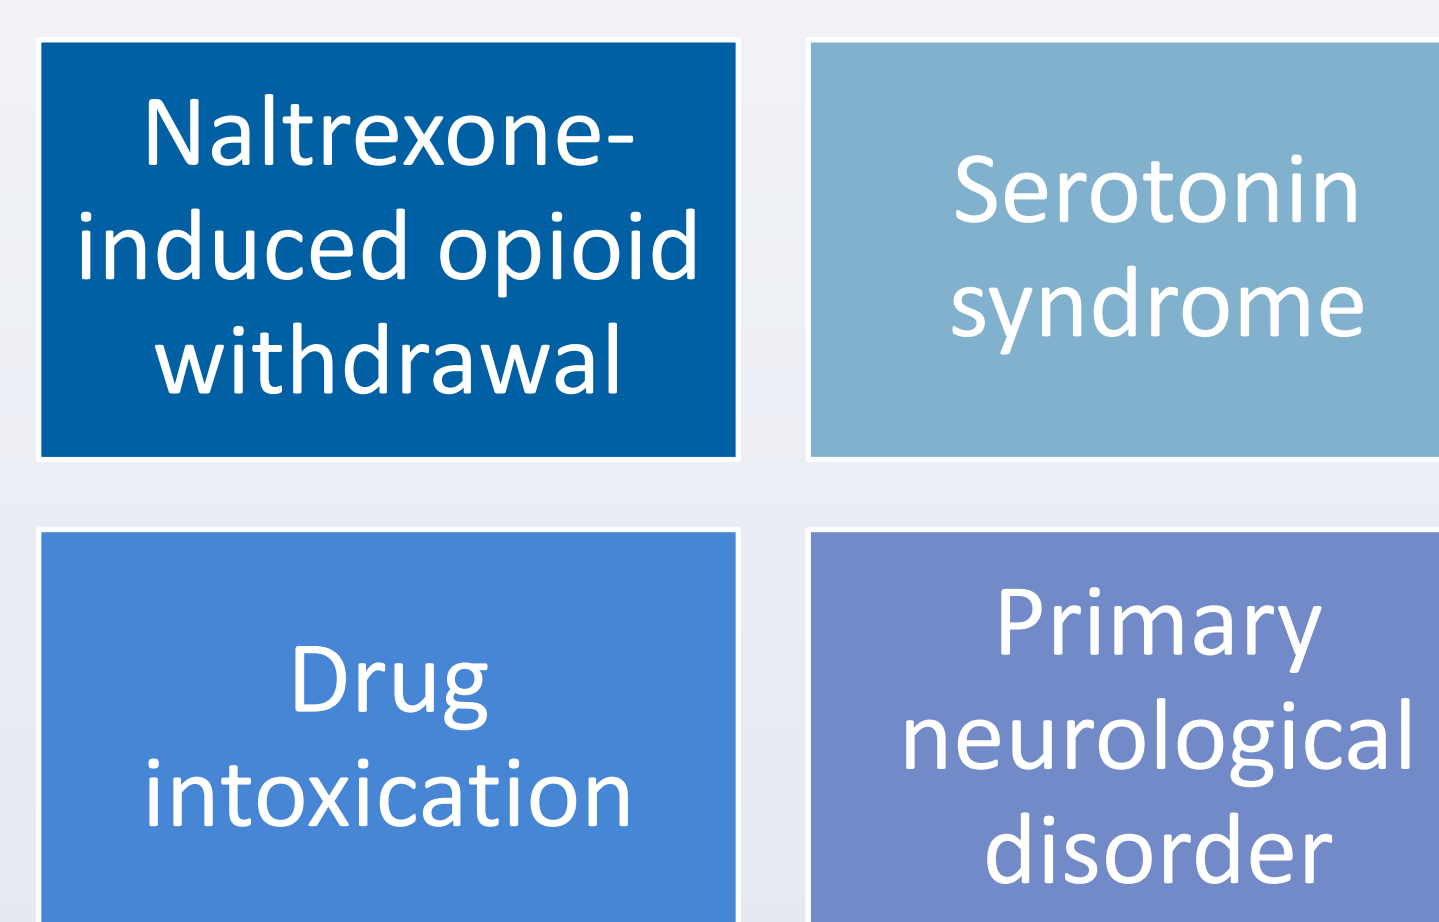 Naltrexone-
induced opioid
withdrawal
Serotonin
syndrome
Drug
intoxication
Primary
neurological
disorder